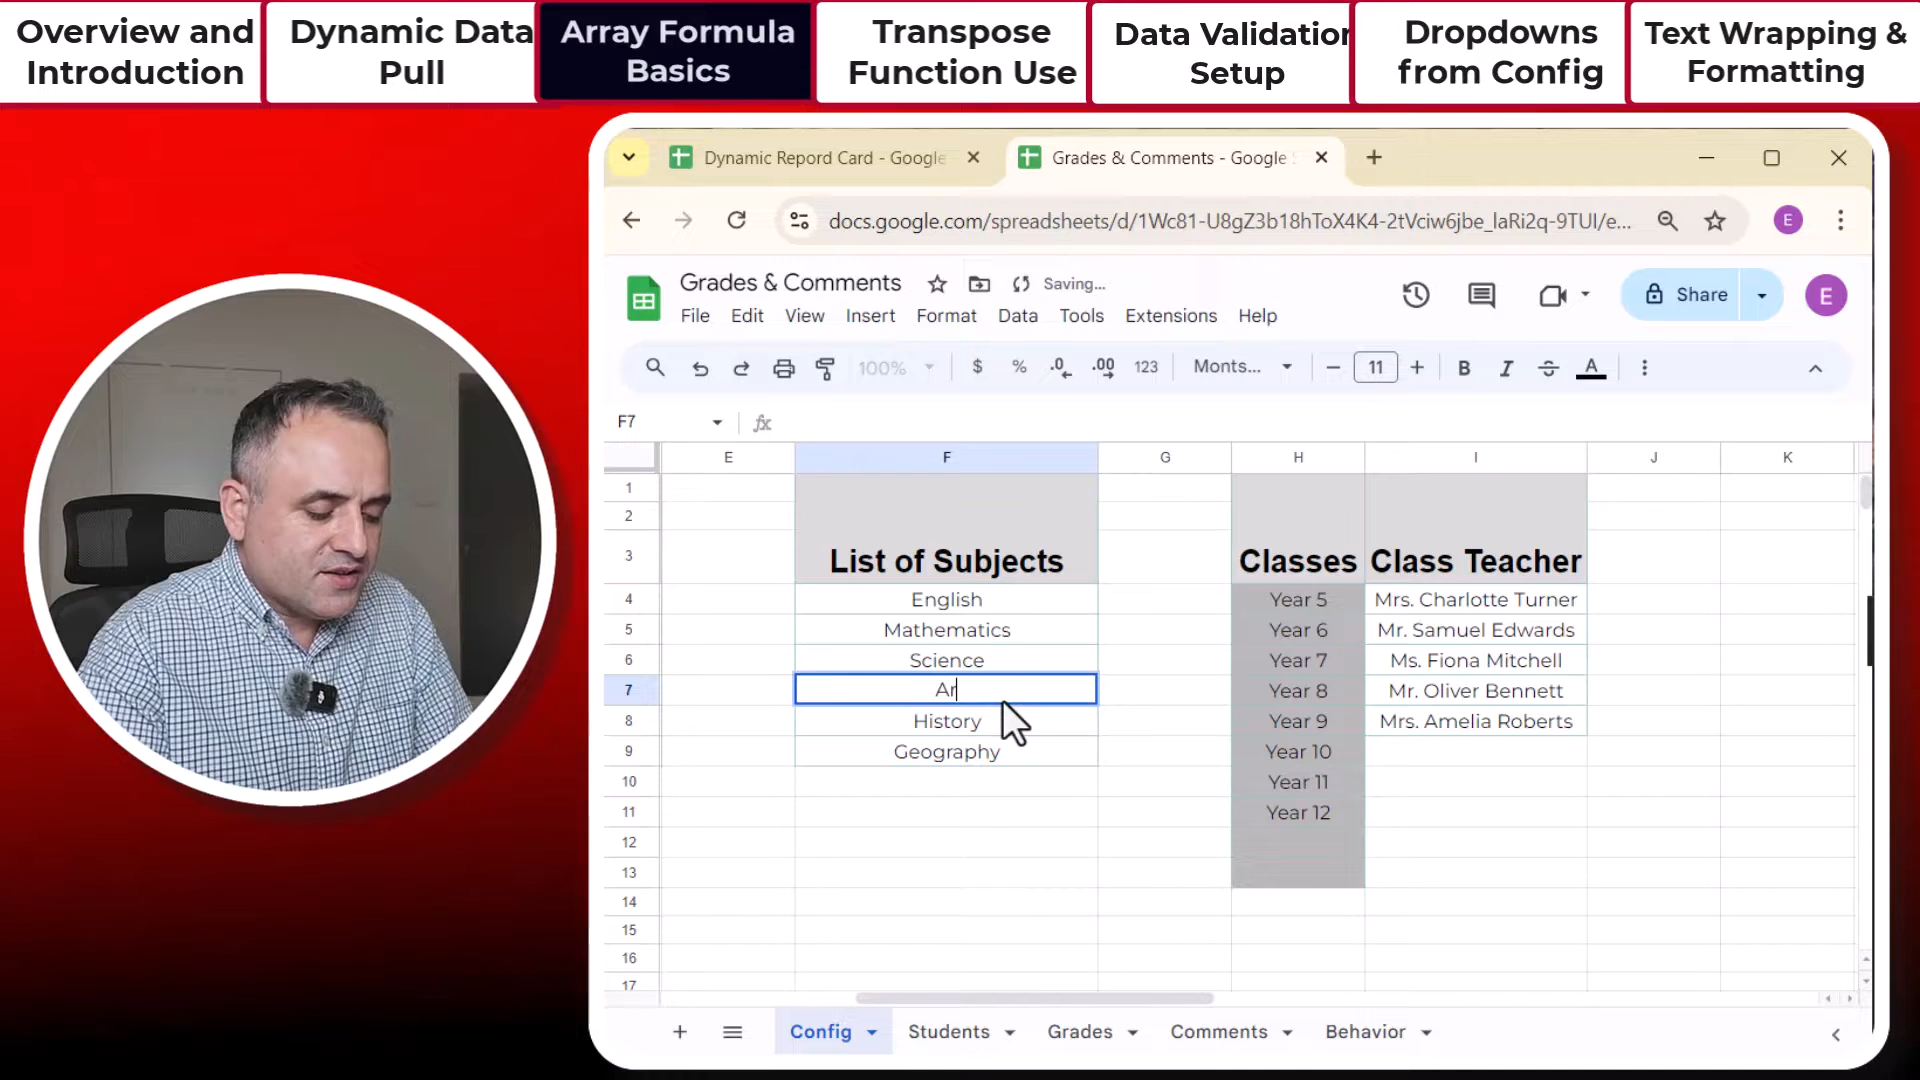 Overview and
Introduction
Dynamic Data
Pull
Array Formula
Basics
Transpose
Function Use
Data Validation
Setup
Dropdowns
from Config
Text Wrapping &
Formatting
Dynamic Repord Card - Google
Grades & Comments - Google
docs.google.com/spreadsheets/d/1Wc81-U8gZ3b18hToX4K4-2tVciw6jbe_laRi2q-9TUI/e...
E
Grades & Comments
Saving...
File Edit View Insert Format Data Tools Extensions Help
Share
E
100% $ % .0 .00 123 Monts... 11 B I A
F7
fx
E F G H I J K
1
2
3 List of Subjects Classes Class Teacher
4 English Year 5 Mrs. Charlotte Turner
5 Mathematics Year 6 Mr. Samuel Edwards
6 Science Year 7 Ms. Fiona Mitchell
7 Ar Year 8 Mr. Oliver Bennett
8 History Year 9 Mrs. Amelia Roberts
9 Geography Year 10
10 Year 11
11 Year 12
12
13
14
15
16
17
Config Students Grades Comments Behavior